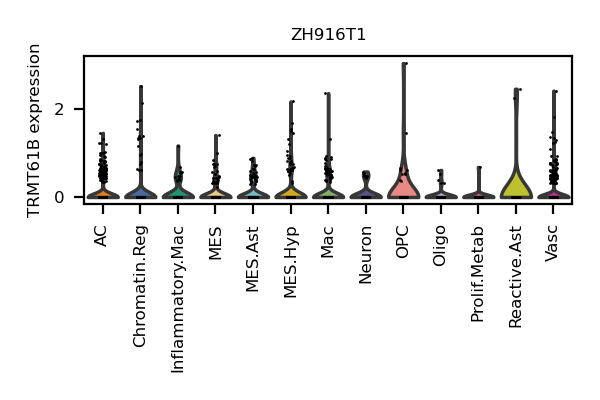 ZH916T1
TRMT61B expression
2
0
AC
Chromatin.Reg
Inflammatory.Mac
MES
MES.Ast
MES.Hyp
Mac
Neuron
OPC
Oligo
Prolif.Metab
Reactive.Ast
Vasc